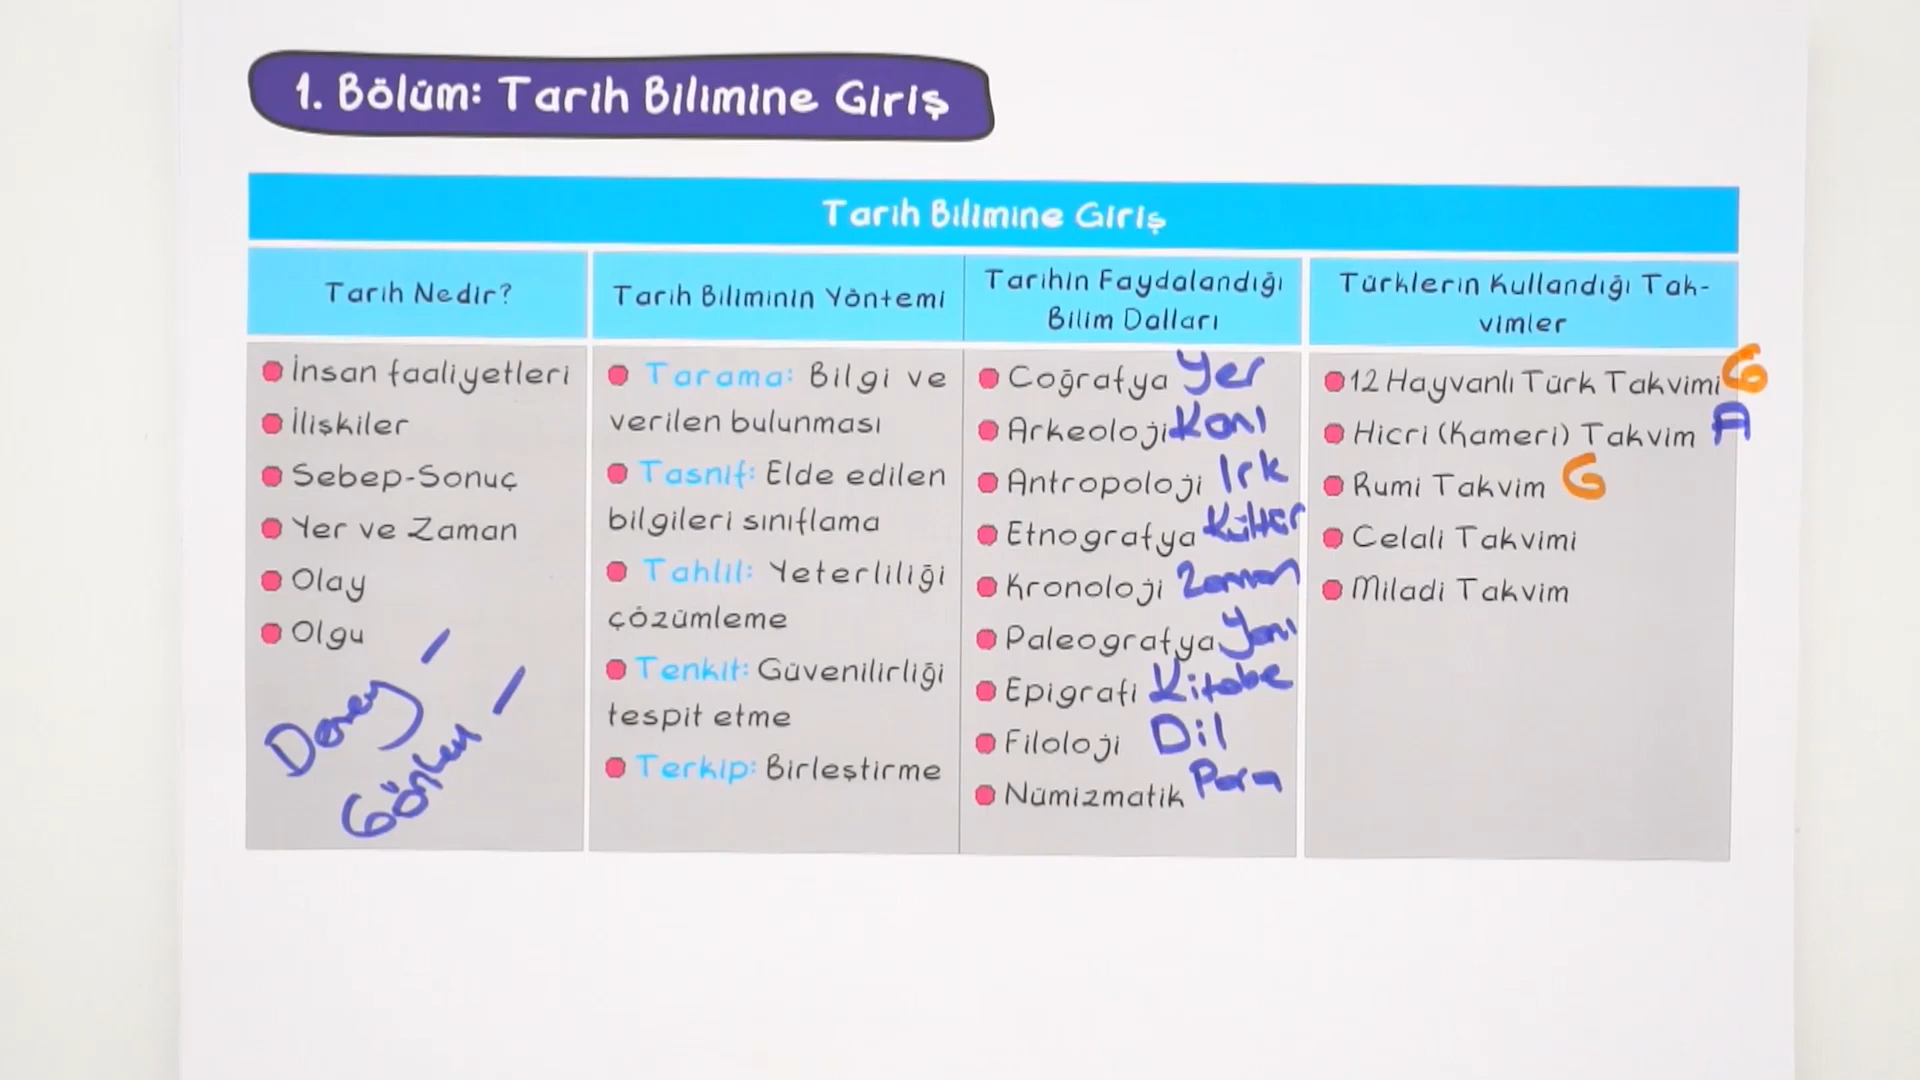 1. Bölüm: Tarih Bilimine Giriş
Tarih Bilimine Giriş
Tarih Nedir?
İnsan faaliyetleri
İlişkiler
Sebep-Sonuç
Yer ve Zaman
Olay
Olgu
Deney -
Gözlem -
Tarih Biliminin Yöntemi
Tarama: Bilgi ve
verilen bulunması
Tasnif: Elde edilen
bilgileri sınıflama
Tahlil: Yeterliliği
çözümleme
Tenkit: Güvenilirliği
tespit etme
Terkip: Birleştirme
Tarihin Faydalandığı
Bilim Dalları
Coğrafya Yer
Arkeoloji Kazı
Antropoloji Irk
Etnografya Kültür
Kronoloji Zaman
Paleografya Yazı
Epigrafi Kitabe
Filoloji Dil
Nümizmatik Para
Türklerin Kullandığı Tak-
vimler
12 Hayvanlı Türk Takvimi G
Hicri (Kameri) Takvim A
Rumi Takvim G
Celali Takvimi
Miladi Takvim